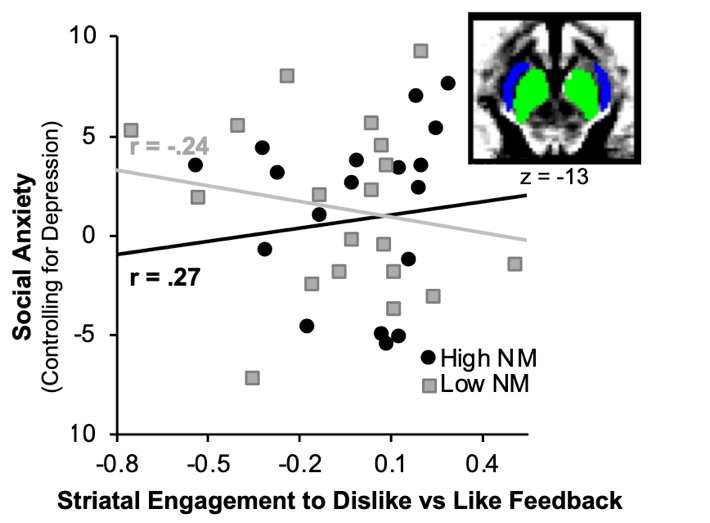 10
5
0
-5
10
-0.8
-0.5
-0.2
0.1
0.4
Social Anxiety
(Controlling for Depression)
Striatal Engagement to Dislike vs Like Feedback
r = -.24
r = .27
High NM
Low NM
z = -13